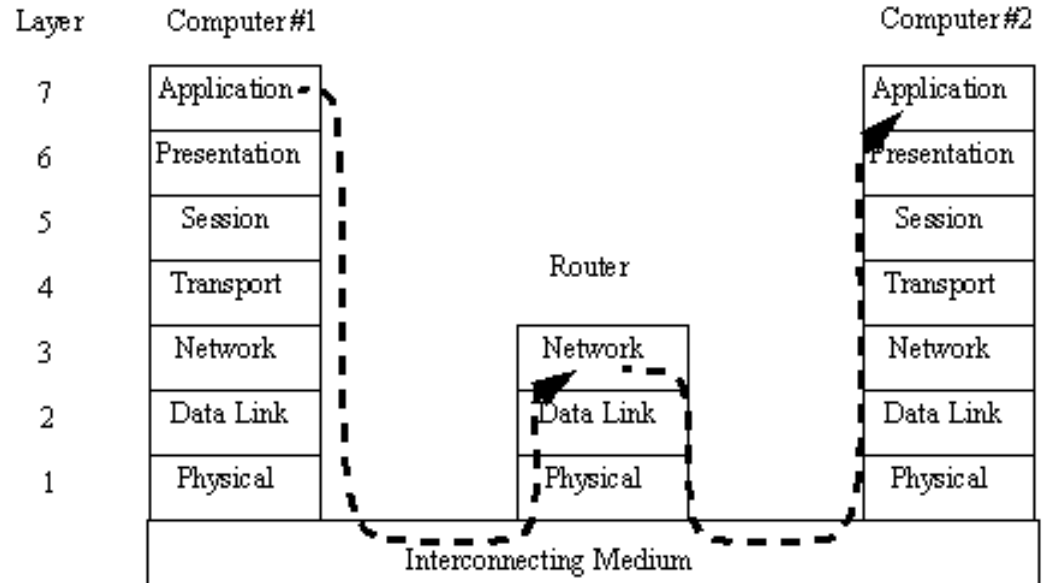 Layer Computer#1 Computer#2
7 Application Application
6 Presentation Presentation
5 Session Session
Router
4 Transport Transport
3 Network Network Network
2 Data Link Data Link Data Link
1 Physical Physical Physical
Interconnecting Medium